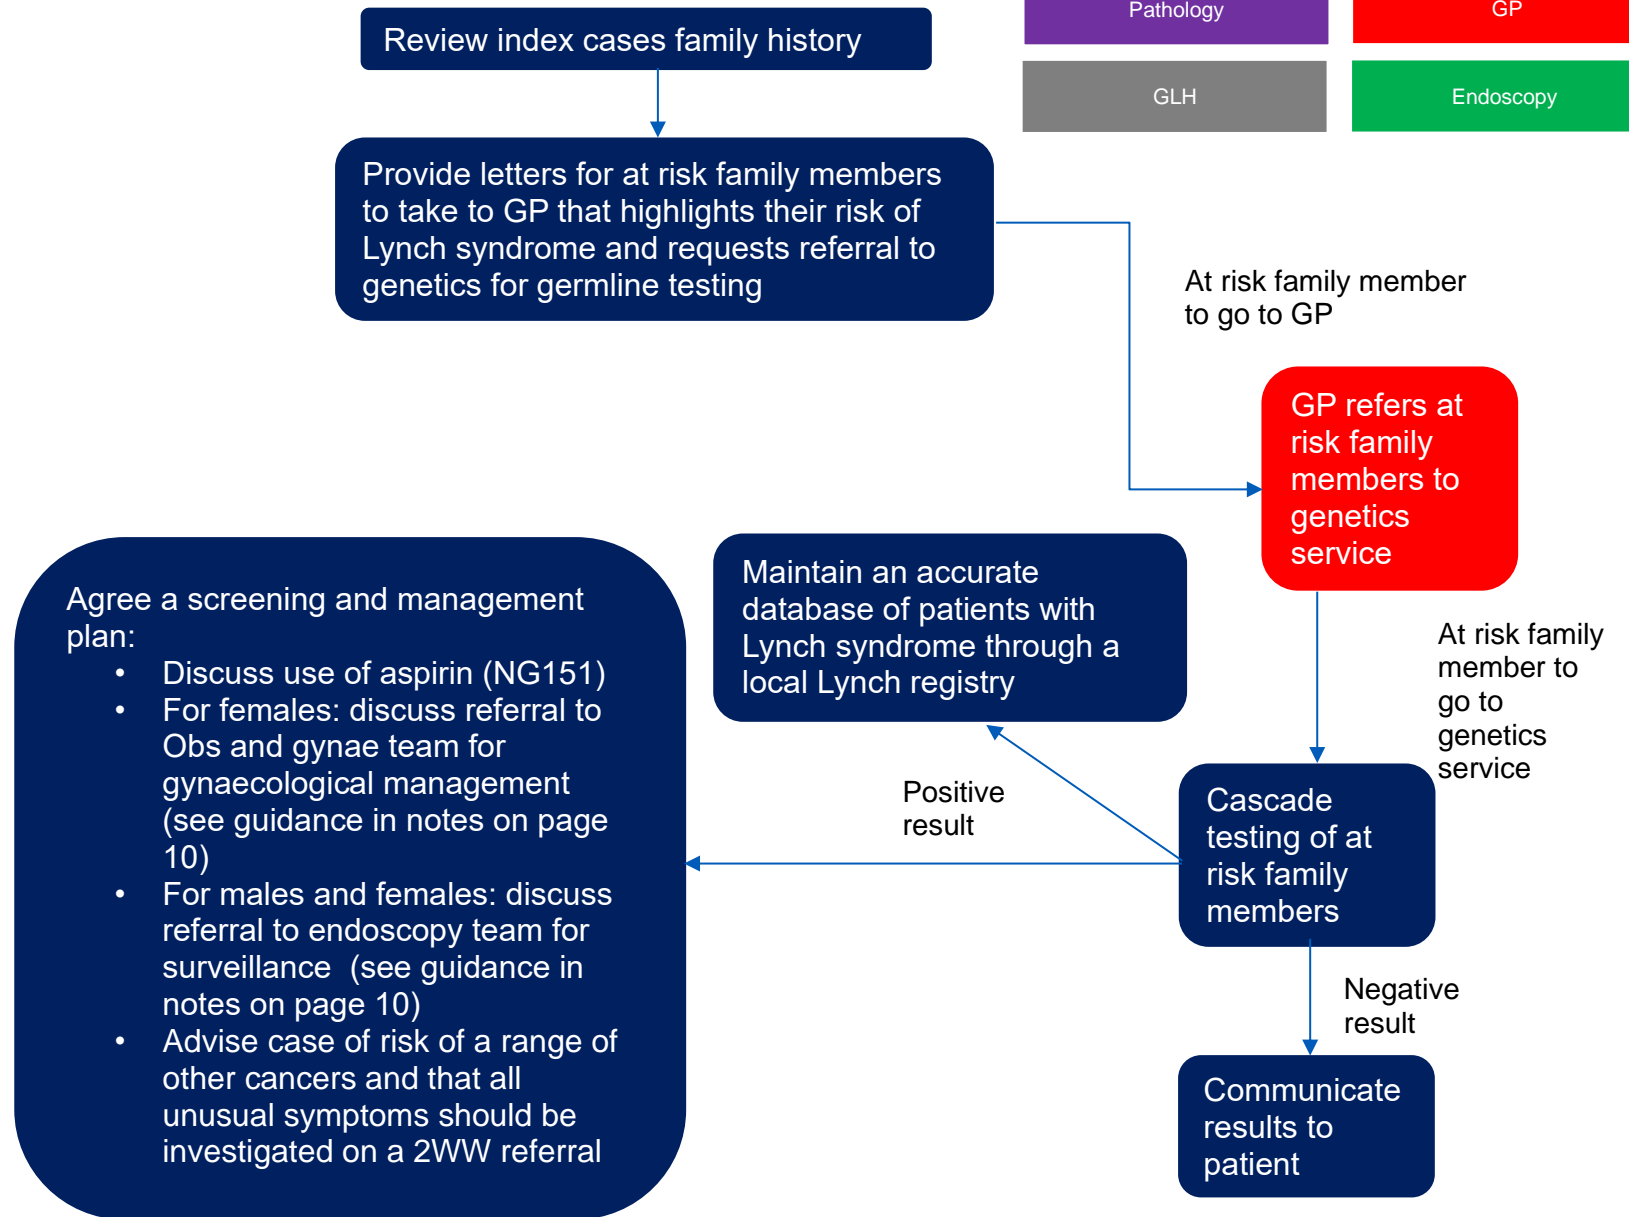 Pathology
GP
Review index cases family history
GLH
Endoscopy
Provide letters for at risk family members
to take to GP that highlights their risk of
Lynch syndrome and requests referral to
genetics for germline testing
At risk family member
to go to GP
GP refers at
risk family
members to
genetics
service
At risk family
member to
go to
genetics
service
Maintain an accurate
database of patients with
Lynch syndrome through a
local Lynch registry
Agree a screening and management
plan:
• Discuss use of aspirin (NG151)
• For females: discuss referral to
Obs and gynae team for
gynaecological management
(see guidance in notes on page
10)
• For males and females: discuss
referral to endoscopy team for
surveillance  (see guidance in
notes on page 10)
• Advise case of risk of a range of
other cancers and that all
unusual symptoms should be
investigated on a 2WW referral
Positive
result
Cascade
testing of at
risk family
members
Negative
result
Communicate
results to
patient